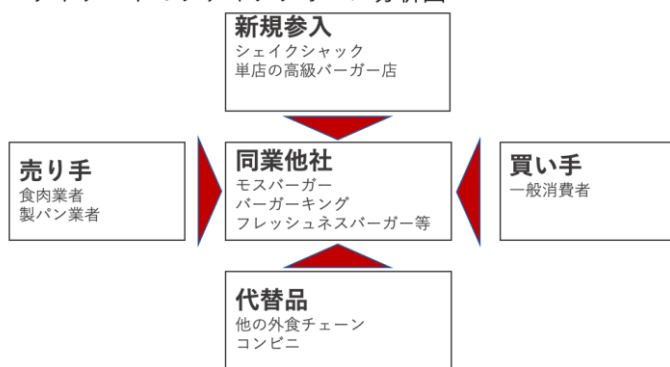 新規参入
シェイクシャック
単店の高級バーガー店
売り手
食肉業者
製パン業者
同業他社
モスバーガー
バーガーキング
フレッシュネスバーガー等
買い手
一般消費者
代替品
他の外食チェーン
コンビニ